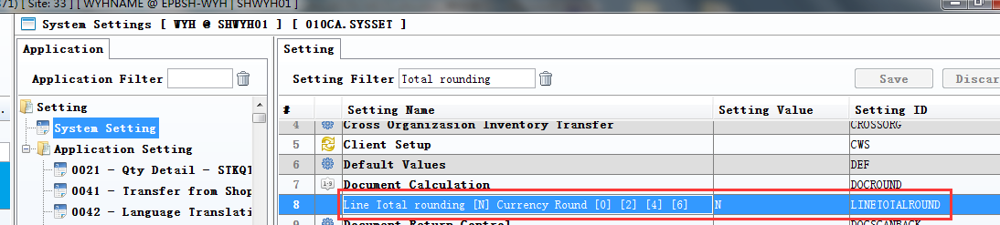 371) [ Site: 33 ] [ WYHNAME @ EPBSH-WYH | SHWYH01 ]
System Settings [ WYH @ SHWYH01 ] [ 010CA.SYSSET ]
Application
Setting
Application Filter
Setting Filter Total rounding
Save
Discar
Setting
System Setting
Application Setting
0021 - Qty Detail - STKQT
0041 - Transfer from Shop
0042 - Language Translati
# Setting Name Setting Value Setting ID
4 Cross Organization Inventory Transfer CROSSORG
5 Client Setup CWS
6 Default Values DEF
7 Document Calculation DOCROUND
8 Line Total rounding [N] Currency Round [0] [2] [4] [6] N LINETOTALROUND
9 Document Return Control DOCSCANBACK